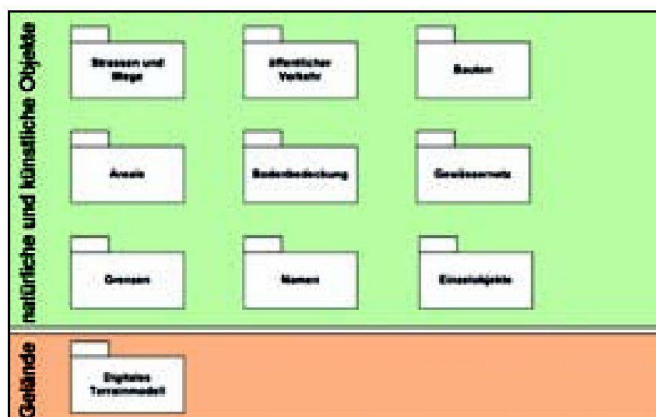 natürliche und künstliche Objekte
Strassen und
Wege
öffentlicher
Verkehr
Bauten
Areale
Bodenbedeckung
Gewässernetz
Grenzen
Namen
Einzelobjekte
Gelände
Digitales
Terrainmodell